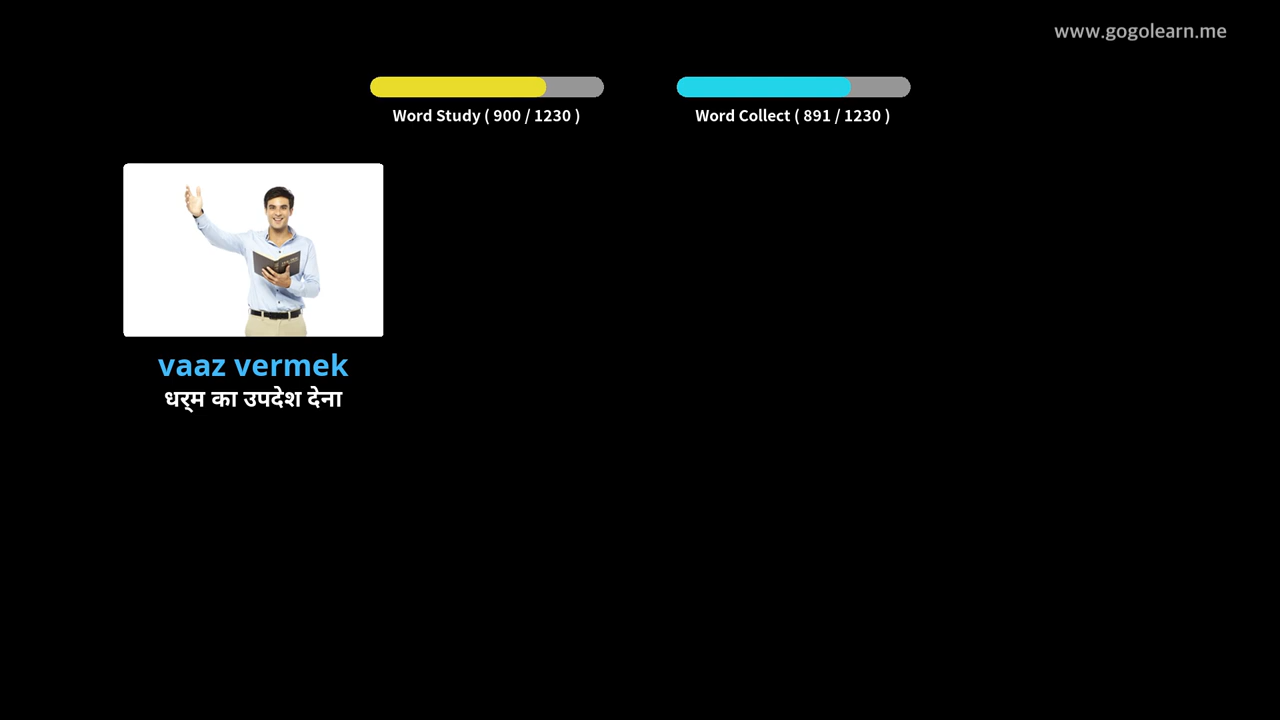 www.gogolearn.me
Word Study ( 900 / 1230 )
Word Collect ( 891 / 1230 )
vaaz vermek
धर्म का उपदेश देना